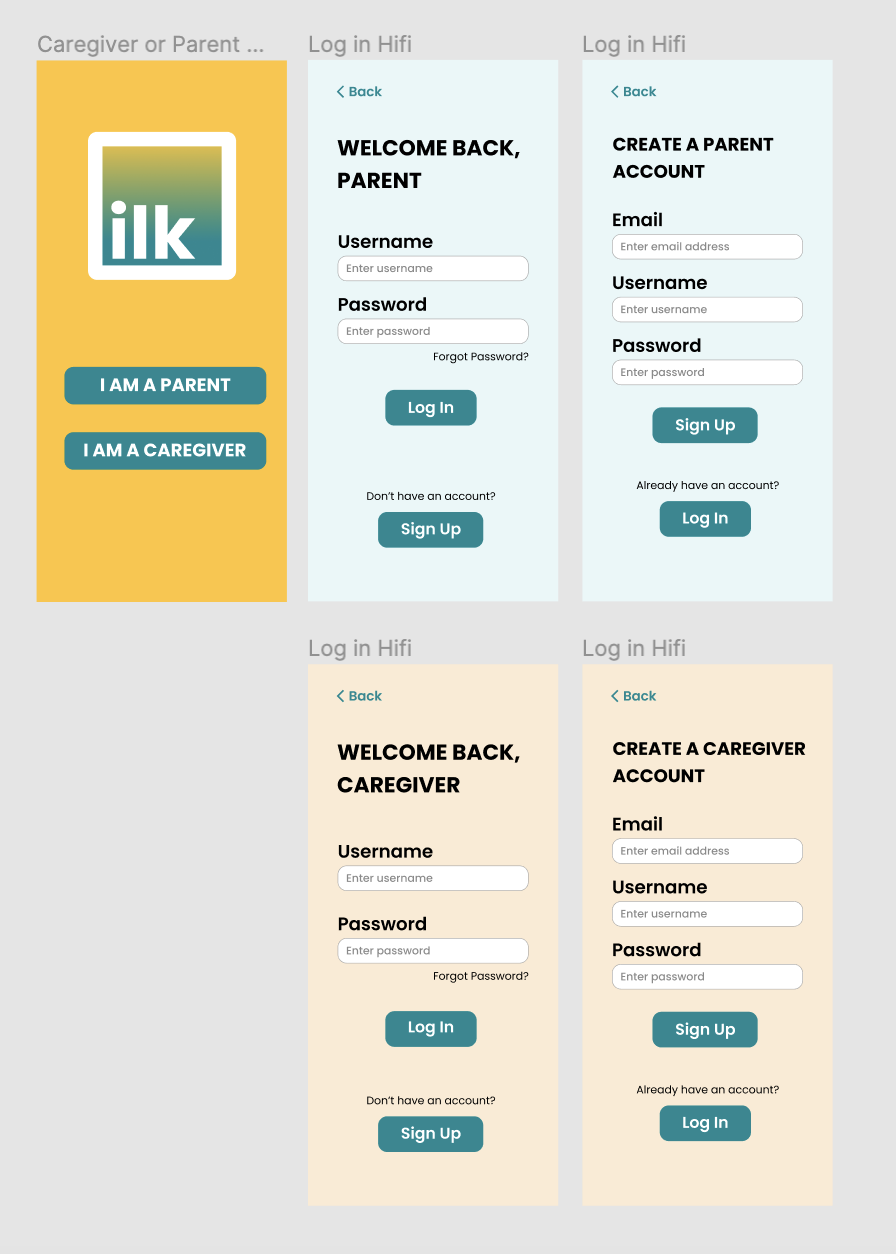 Caregiver or Parent ...
ilk
I AM A PARENT
I AM A CAREGIVER
Log in Hifi
Back
WELCOME BACK,
PARENT
Username
Enter username
Password
Enter password
Forgot Password?
Log In
Don't have an account?
Sign Up
Log in Hifi
Back
CREATE A PARENT
ACCOUNT
Email
Enter email address
Username
Enter username
Password
Enter password
Sign Up
Already have an account?
Log In
Log in Hifi
Back
WELCOME BACK,
CAREGIVER
Username
Enter username
Password
Enter password
Forgot Password?
Log In
Don't have an account?
Sign Up
Log in Hifi
Back
CREATE A CAREGIVER
ACCOUNT
Email
Enter email address
Username
Enter username
Password
Enter password
Sign Up
Already have an account?
Log In